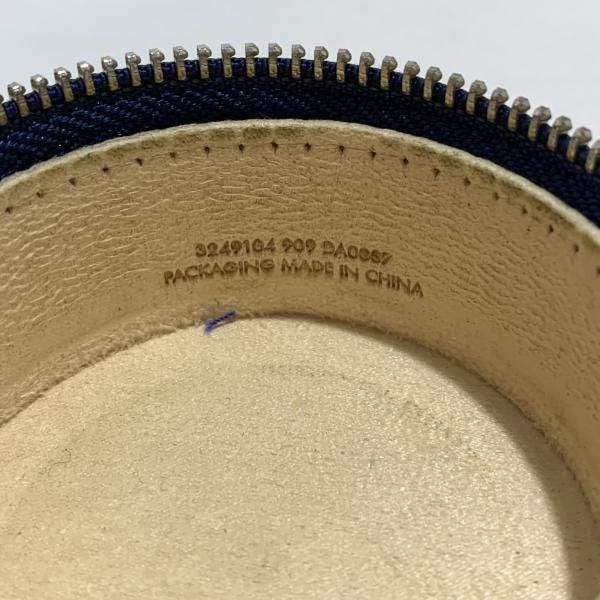 3249104 909 DA0087
PACKAGING MADE IN CHINA